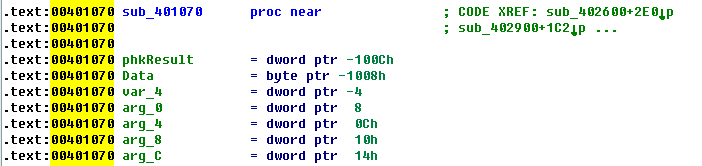 .text:00401070 sub_401070 proc near ; CODE XREF: sub_402600+2E0↓p
.text:00401070 ; sub_402900+1C2↓p ...
.text:00401070
.text:00401070 phkResult = dword ptr -100Ch
.text:00401070 Data = byte ptr -1008h
.text:00401070 var_4 = dword ptr -4
.text:00401070 arg_0 = dword ptr 8
.text:00401070 arg_4 = dword ptr 0Ch
.text:00401070 arg_8 = dword ptr 10h
.text:00401070 arg_C = dword ptr 14h